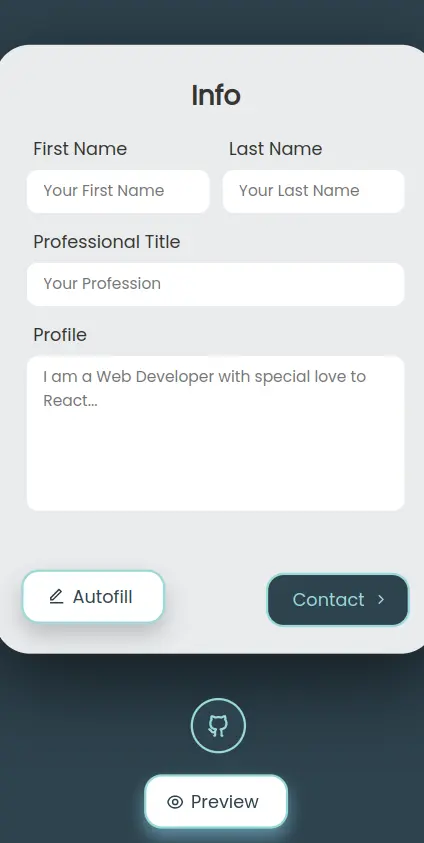 Info
First Name Last Name
Your First Name Your Last Name
Professional Title
Your Profession
Profile
I am a Web Developer with special love to
React...
Autofill
Contact
Preview